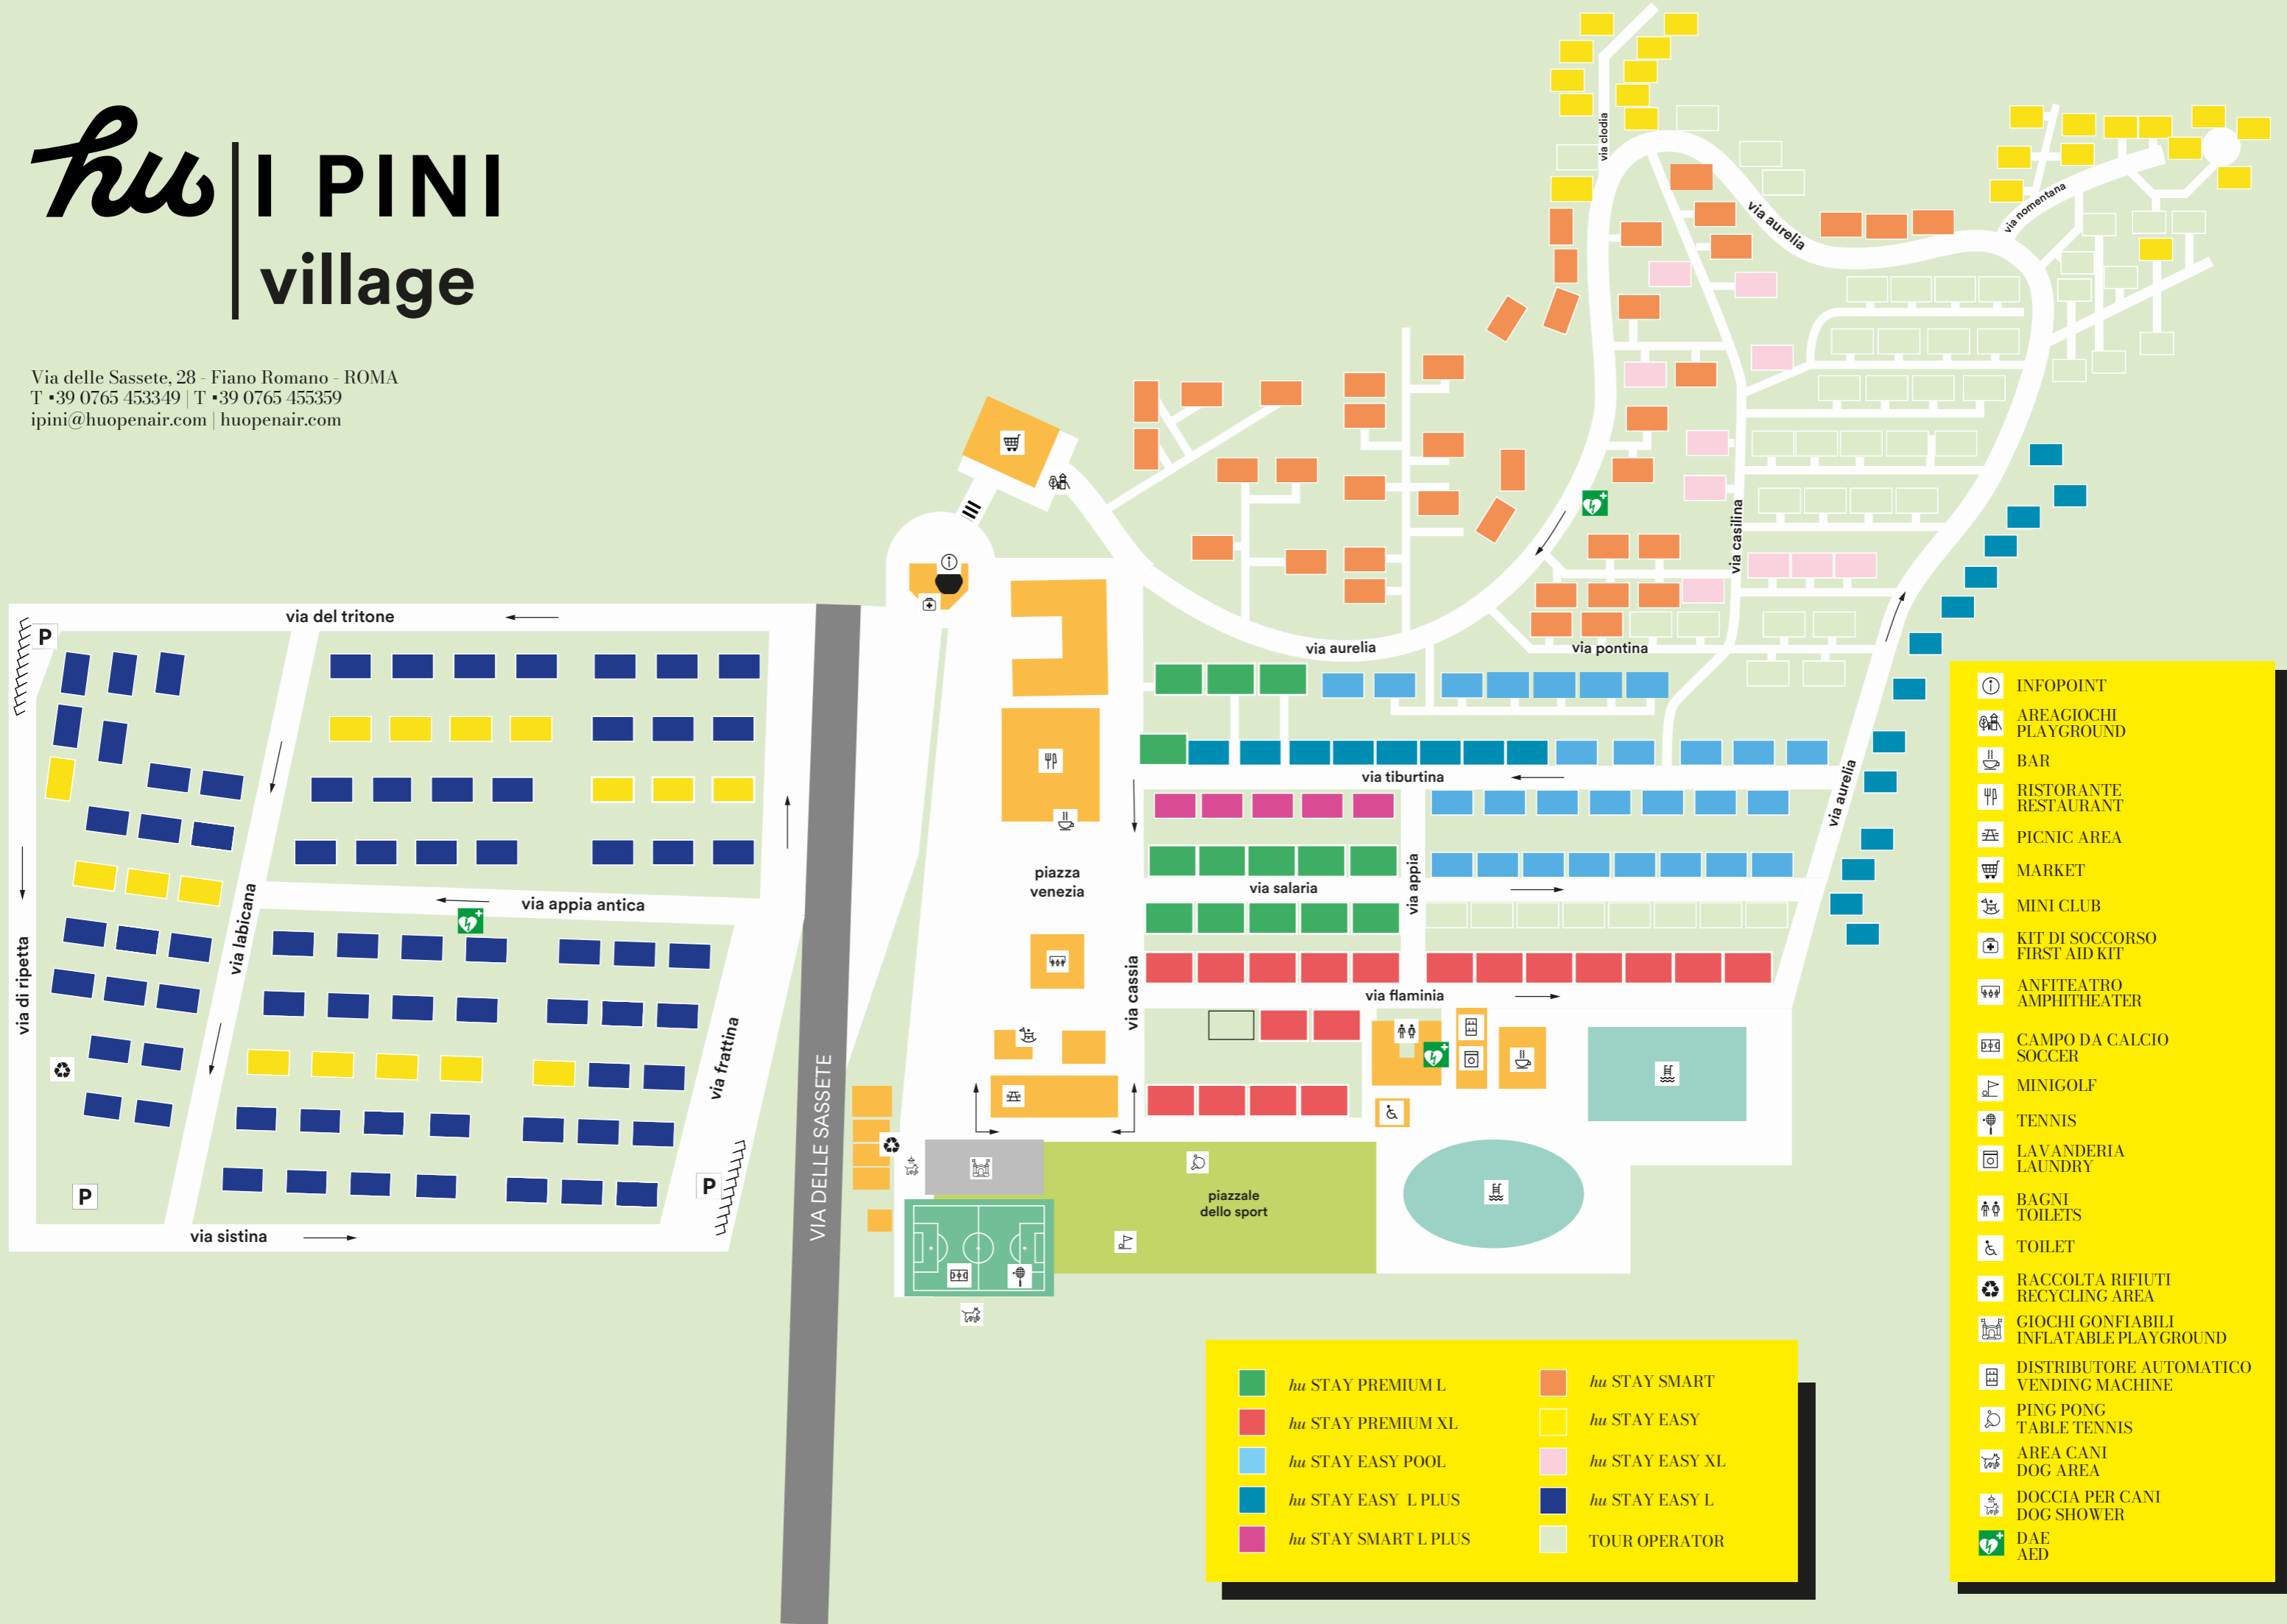 hu I PINI
village
Via delle Sassete, 28 - Fiano Romano - ROMA
T +39 0765 453349 | T +39 0765 455359
ipini@huopenair.com | huopenair.com
via clodia
via aurelia
via nomentana
via casilina
via aurelia
via pontina
via aurelia
via tiburtina
via appia
via salaria
via cassia
via flaminia
piazza
venezia
piazzale
dello sport
P
via del tritone
via appia antica
via labicana
via di ripeta
via frattina
P
P
via sistina
VIA DELLE SASSETE
INFOPOINT
AREAGIOCHI
PLAYGROUND
BAR
RISTORANTE
RESTAURANT
PICNIC AREA
MARKET
MINI CLUB
KIT DI SOCCORSO
FIRST AID KIT
ANFITEATRO
AMPHITHEATER
CAMPO DA CALCIO
SOCCER
MINIGOLF
TENNIS
LAVANDERIA
LAUNDRY
BAGNI
TOILETS
TOILET
RACCOLTA RIFIUTI
RECYCLING AREA
GIOCHI GONFIABILI
INFLATABLE PLAYGROUND
DISTRIBUTORE AUTOMATICO
VENDING MACHINE
PING PONG
TABLE TENNIS
AREA CANI
DOG AREA
DOCCIA PER CANI
DOG SHOWER
DAE
AED
hu STAY PREMIUM L
hu STAY PREMIUM XL
hu STAY EASY POOL
hu STAY EASY L PLUS
hu STAY SMART L PLUS
hu STAY SMART
hu STAY EASY
hu STAY EASY XL
hu STAY EASY L
TOUR OPERATOR